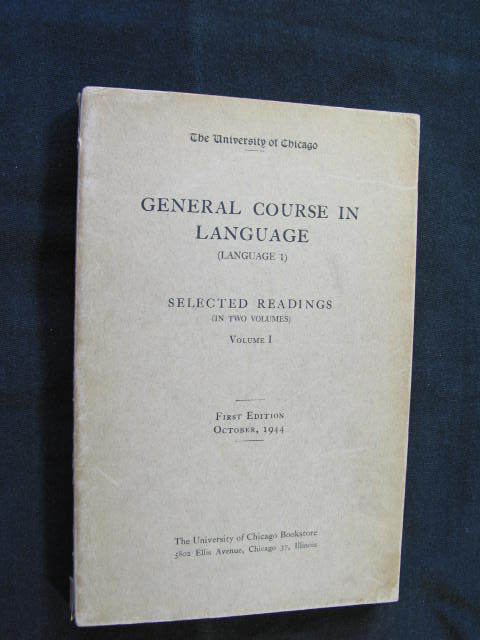 The University of Chicago
GENERAL COURSE IN
LANGUAGE
(LANGUAGE 1)
SELECTED READINGS
(IN TWO VOLUMES)
VOLUME I
FIRST EDITION
OCTOBER, 1944
The University of Chicago Bookstore
5802 Ellis Avenue, Chicago 37, Illinois